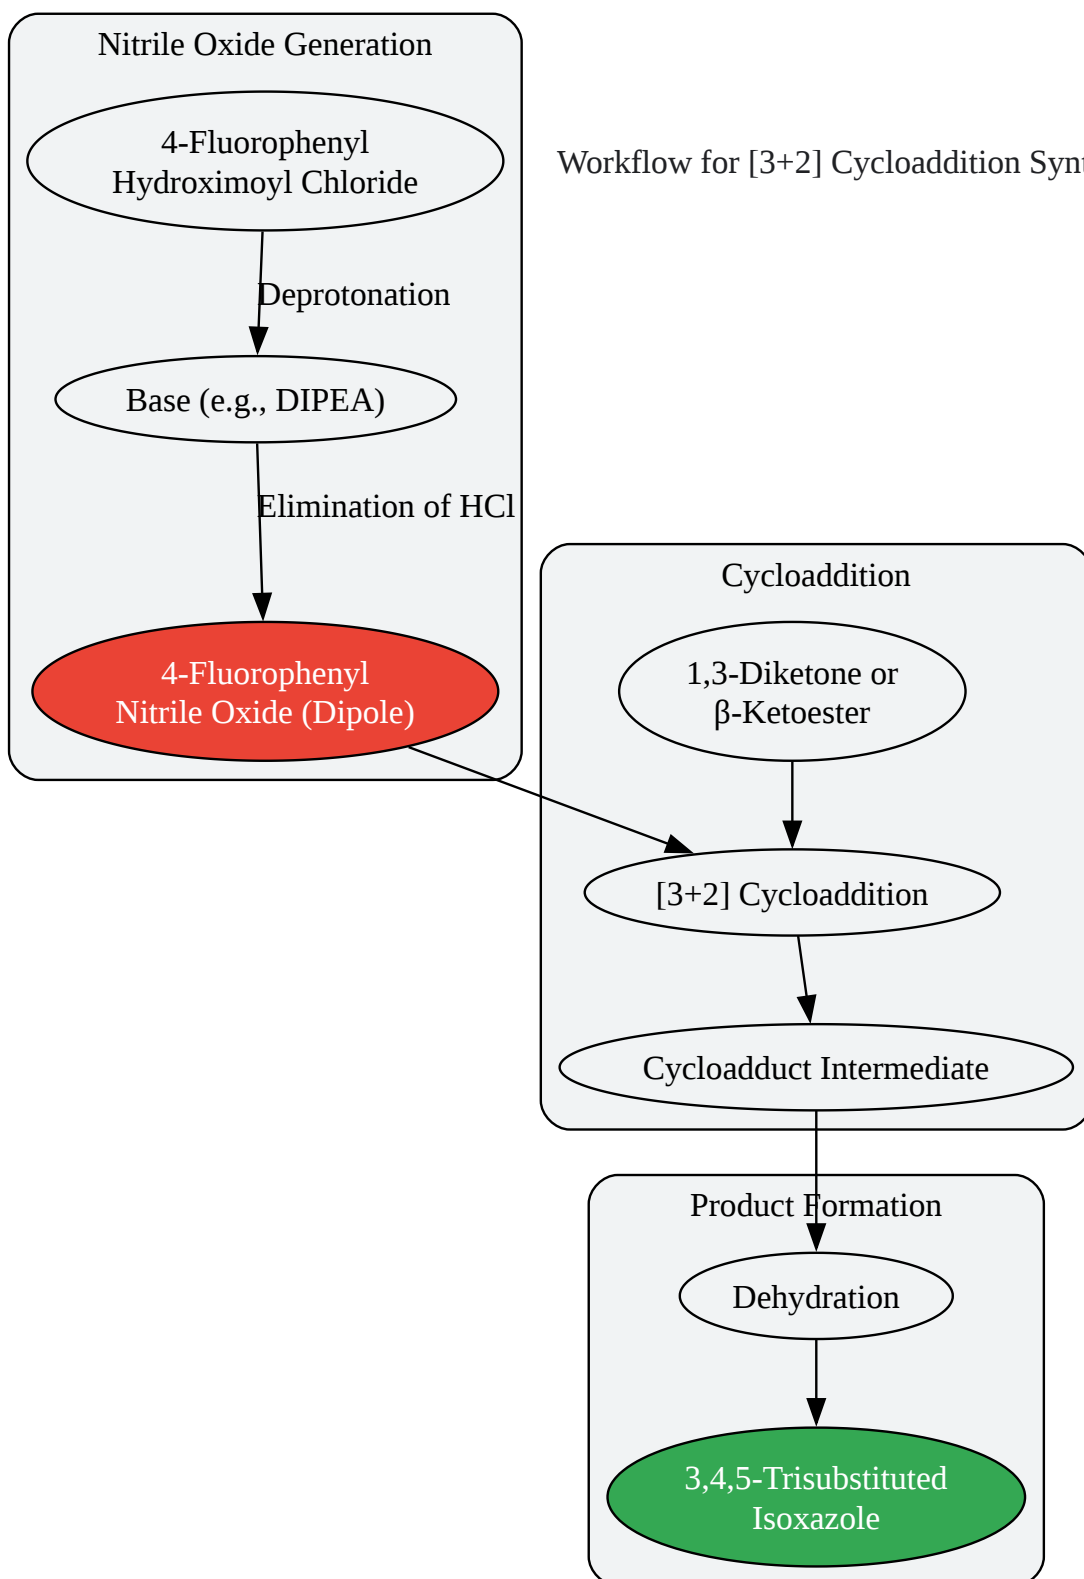 Nitrile Oxide Generation
4-Fluorophenyl
Hydroximoyl Chloride
Workflow for [3+2] Cycloaddition
Deprotonation
Base (e.g., DIPEA)
Elimination of HCl
4-Fluorophenyl
Nitrile Oxide (Dipole)
Cycloaddition
1,3-Diketone or
β-Ketoester
[3+2] Cycloaddition
Cycloadduct Intermediate
Product Formation
Dehydration
3,4,5-Trisubstituted
Isoxazole